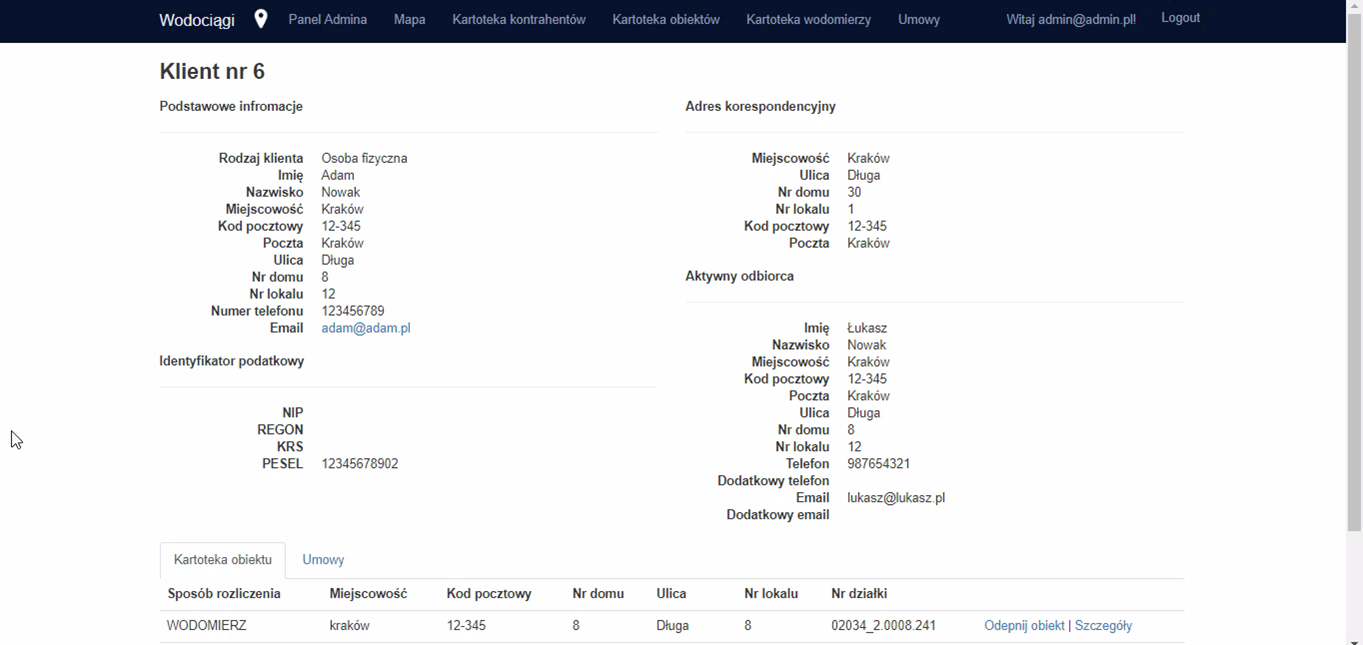 Wodociągi Panel Admina Mapa Kartoteka kontrahentów Kartoteka obiektów Kartoteka wodomierzy Umowy Witaj admin@admin.pl! Logout
Klient nr 6
Podstawowe infromacje
Rodzaj klienta Osoba fizyczna
Imię Adam
Nazwisko Nowak
Miejscowość Kraków
Kod pocztowy 12-345
Poczta Kraków
Ulica Długa
Nr domu 8
Nr lokalu 12
Numer telefonu 123456789
Email adam@adam.pl
Identyfikator podatkowy
NIP
REGON
KRS
PESEL 12345678902
Adres korespondencyjny
Miejscowość Kraków
Ulica Długa
Nr domu 30
Nr lokalu 1
Kod pocztowy 12-345
Poczta Kraków
Aktywny odbiorca
Imię Łukasz
Nazwisko Nowak
Miejscowość Kraków
Kod pocztowy 12-345
Poczta Kraków
Ulica Długa
Nr domu 8
Nr lokalu 12
Telefon 987654321
Dodatkowy telefon
Email lukasz@lukasz.pl
Dodatkowy email
Kartoteka obiektu Umowy
Sposób rozliczenia Miejscowość Kod pocztowy Nr domu Ulica Nr lokalu Nr działki
WODOMIERZ kraków 12-345 8 Długa 8 02034_2.0008.241 Odepnij obiekt | Szczegóły